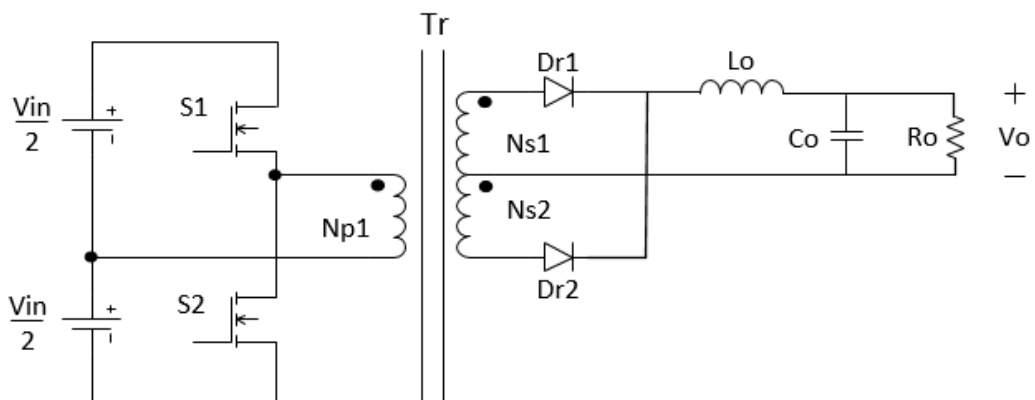 Tr
Vin
2
S1
Vin
2
S2
Np1
Dr1
Ns1
Ns2
Dr2
Lo
Co
Ro
+
Vo
−
+
-
+
-